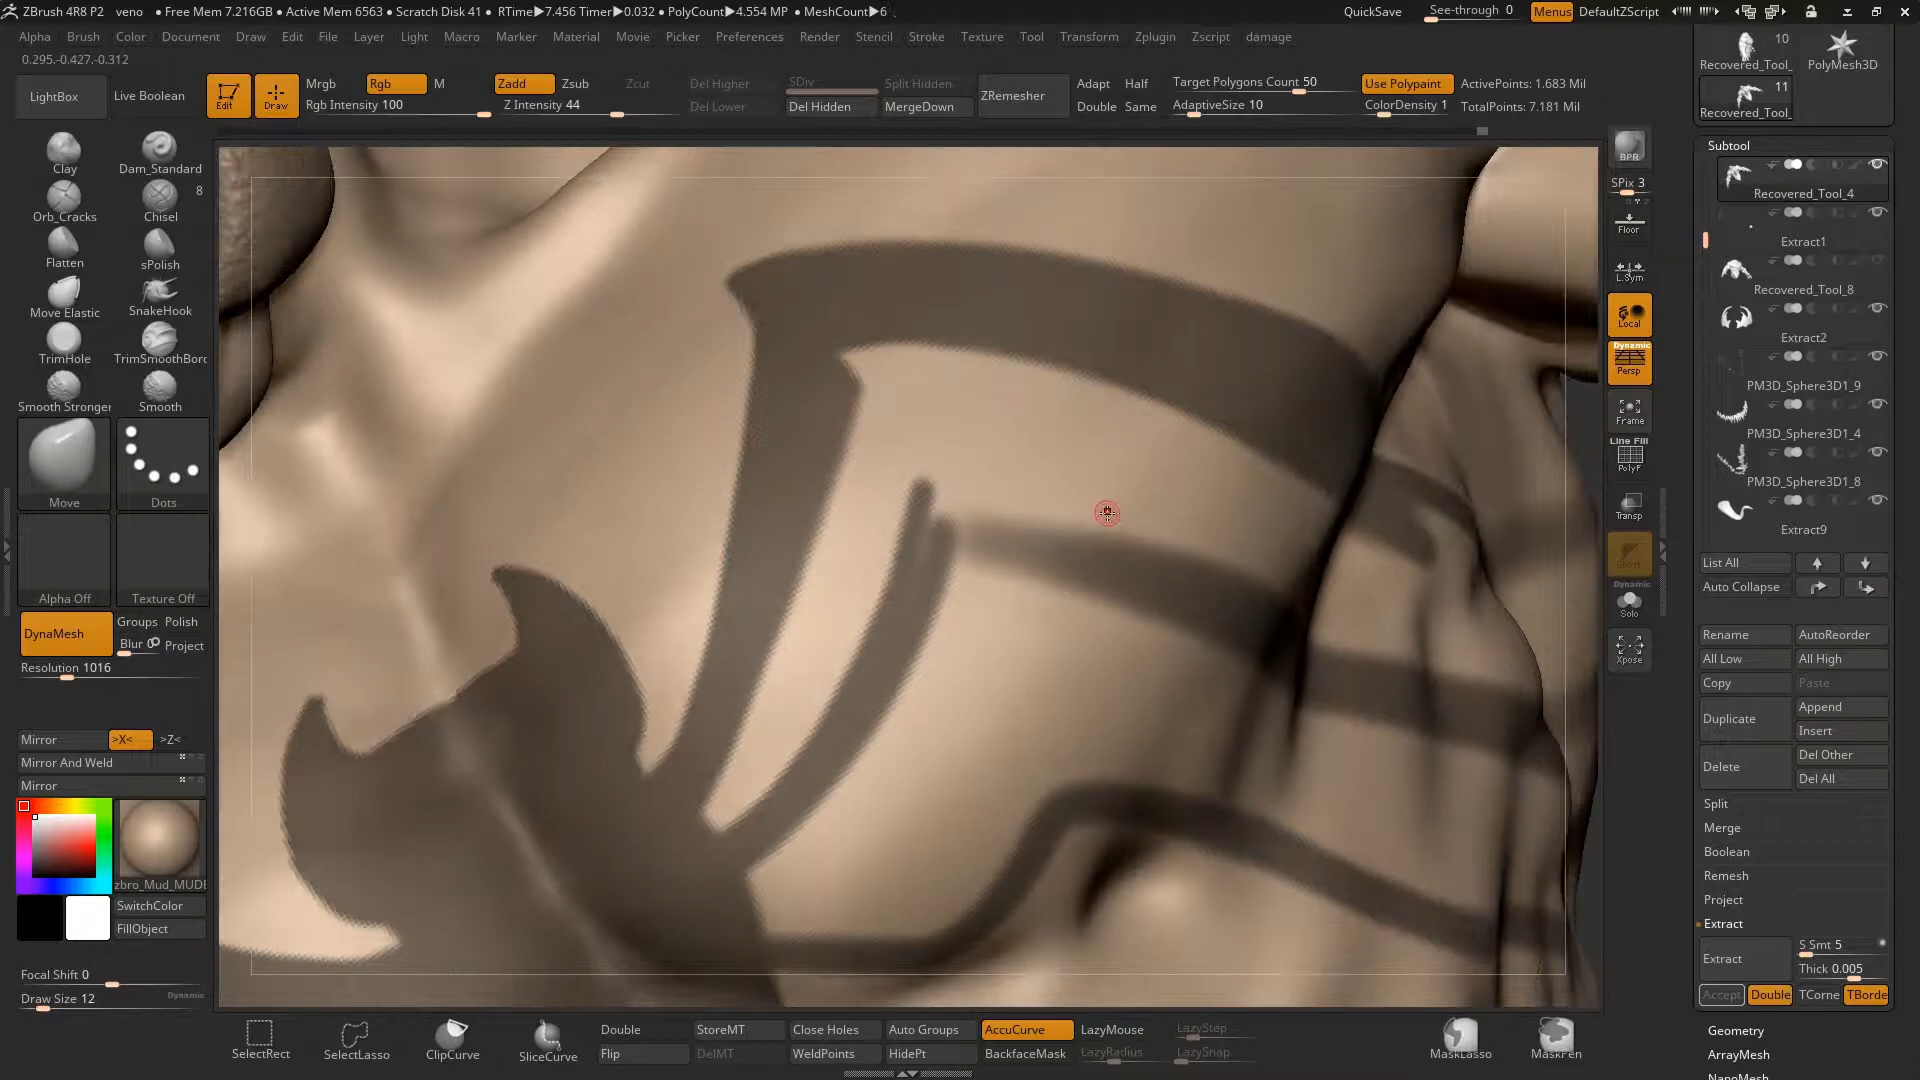 ZBrush 4R8 P2 veno • Free Mem 7.216GB • Active Mem 6563 • Scratch Disk 41 • RTime▶7.456 Timer▶0.032 • PolyCount▶4.554 MP • MeshCount▶6 QuickSave See-through 0 Menus DefaultZScript
Alpha Brush Color Document Draw Edit File Layer Light Macro Marker Material Movie Picker Preferences Render Stencil Stroke Texture Tool Transform Zplugin Zscript damage
0.295,-0.427,-0.312
LightBox Live Boolean Edit Draw Mrgb Rgb M Zadd Zsub Zcut Del Higher SDiv Split Hidden ZRemesher Adapt Half Target Polygons Count 50 Use Polypaint ActivePoints: 1.683 Mil
Rgb Intensity 100 Z Intensity 44 Del Lower Del Hidden MergeDown Double Same AdaptiveSize 10 ColorDensity 1 TotalPoints: 7.181 Mil
Clay Dam_Standard
8
Orb_Cracks Chisel
Flatten sPolish
Move Elastic SnakeHook
TrimHole TrimSmoothBord
Smooth Stronger Smooth
Move Dots
Alpha Off Texture Off
DynaMesh Groups Polish
Blur 0 Project
Resolution 1016
Mirror >X< >Z<
Mirror And Weld
Mirror
zbro_Mud_MUDE
SwitchColor
FillObject
Focal Shift 0
Draw Size 12 Dynamic
BPR
SPix 3
Floor
L.Sym
Local
Dynamic
Persp
Frame
Line Fill
PolyF
Transp
Ghost
Dynamic
Solo
Xpose
10
Recovered_Tool_ PolyMesh3D
11
Recovered_Tool_
Subtool
Recovered_Tool_4
Extract1
Recovered_Tool_8
Extract2
PM3D_Sphere3D1_9
PM3D_Sphere3D1_4
PM3D_Sphere3D1_8
Extract9
List All
Auto Collapse
Rename AutoReorder
All Low All High
Copy Paste
Duplicate Append
Insert
Delete Del Other
Del All
Split
Merge
Boolean
Remesh
Project
Extract
Extract S Smt 5
Thick 0.005
Accept Double TCorne TBorde
Geometry
ArrayMesh
NanoMesh
SelectRect SelectLasso ClipCurve SliceCurve Double StoreMT Close Holes Auto Groups AccuCurve LazyMouse LazyStep MaskLasso MaskPen
Flip DelMT WeldPoints HidePt BackfaceMask LazyRadius LazySnap